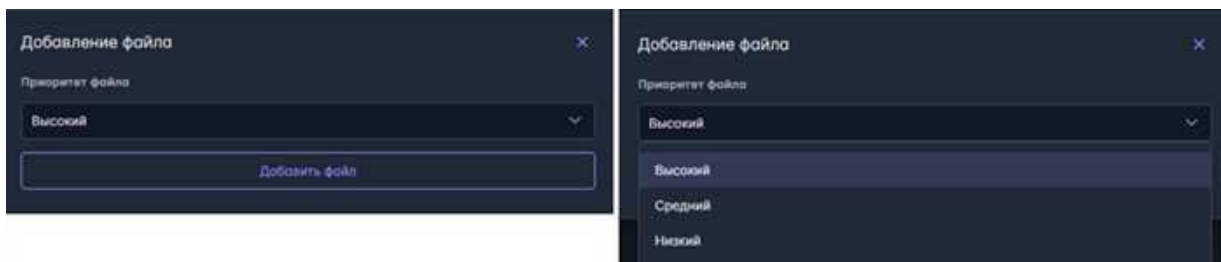 Добавление файла
Приоритет файла
Высокий
Добавить файл
Добавление файла
Приоритет файла
Высокий
Высокий
Средний
Низкий